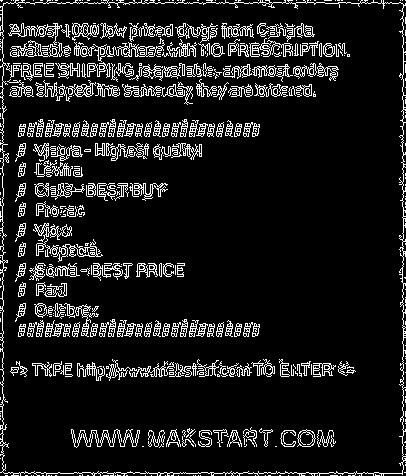 Almost 1000 low priced drugs from Canada
available for purchase with NO PRESCRIPTION.
FREE SHIPPING is available, and most orders
are shipped the same day they are ordered.
##########################
# Viagra - Highest quality!
# Levitra
# Cialis - BEST BUY
# Prozac
# Vioxx
# Propecia
# Soma - BEST PRICE
# Paxil
# Celebrex
##########################
=> TYPE http://www.makstart.com TO ENTER <=
WWW.MAKSTART.COM